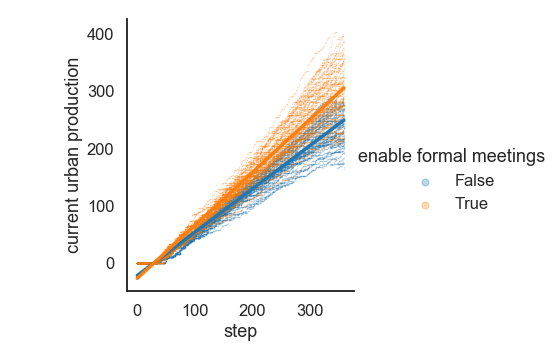 400
300
200
100
0
current urban production
0 100 200 300
step
enable formal meetings
False
True